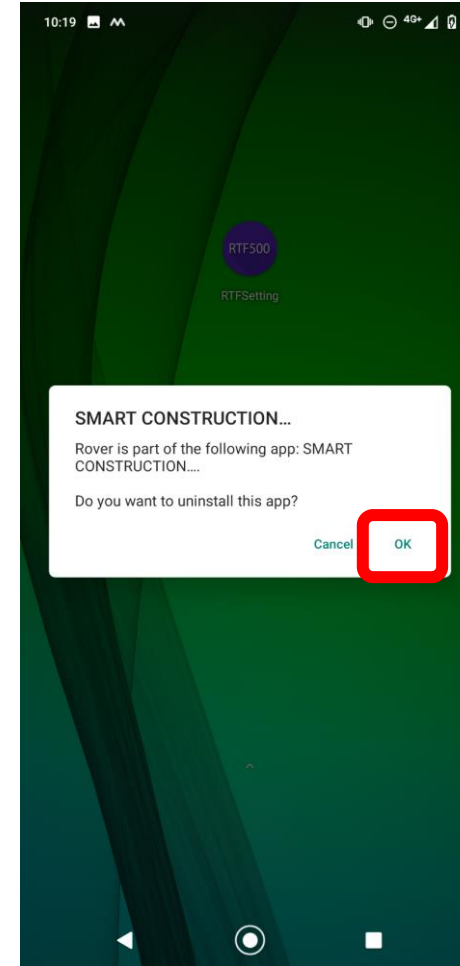 10:19
4G+
RTF500
RTFSetting
SMART CONSTRUCTION...
Rover is part of the following app: SMART
CONSTRUCTION....
Do you want to uninstall this app?
Cancel OK